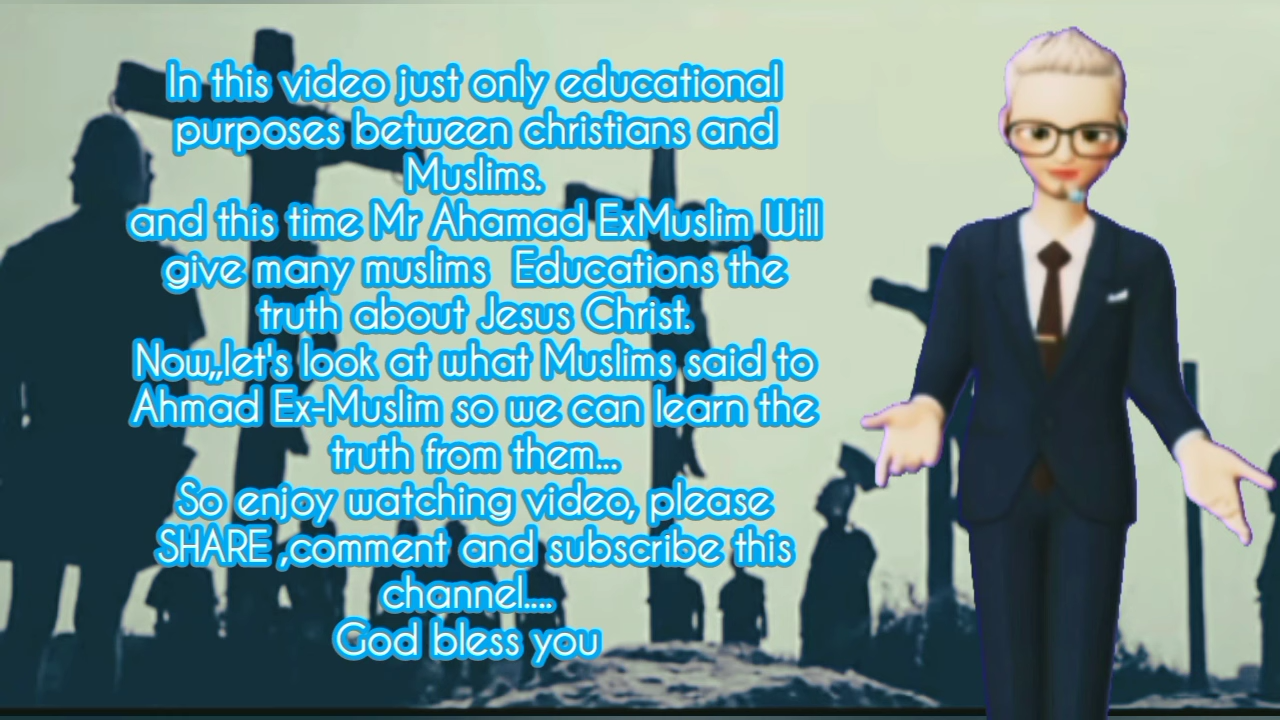 In this video just only educational
purposes between christians and
Muslims.
and this time Mr Ahamad ExMuslim Will
give many muslims Educations the
truth about Jesus Christ.
Now,,let's look at what Muslims said to
Ahmad Ex-Muslim so we can learn the
truth from them...
So enjoy watching video, please
SHARE ,comment and subscribe this
channel....
God bless you